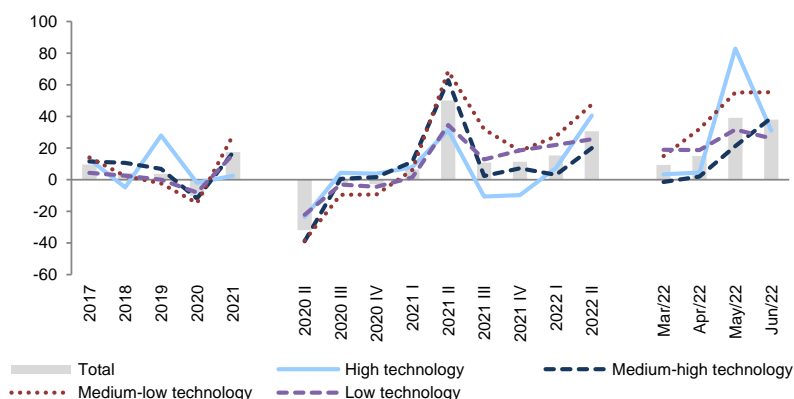 100
80
60
40
20
0
-20
-40
-60
2017
2018
2019
2020
2021
2020 II
2020 III
2020 IV
2021 I
2021 II
2021 III
2021 IV
2022 I
2022 II
Mar/22
Apr/22
May/22
Jun/22
Total High technology Medium-high technology
Medium-low technology Low technology